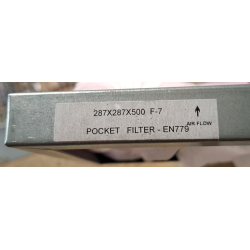 287X287X500 F-7
POCKET FILTER - EN779
AIR FLOW